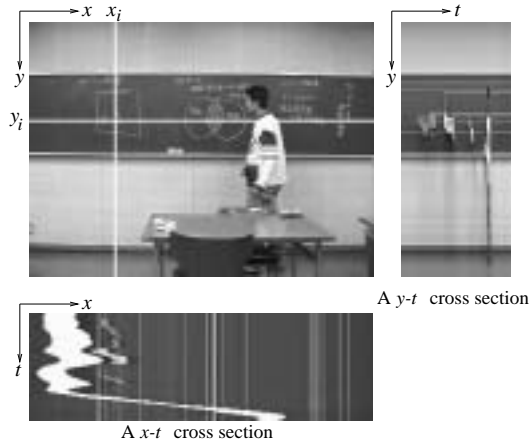 x x_i t
y y
y_i
A y-t cross section
x
t
A x-t cross section